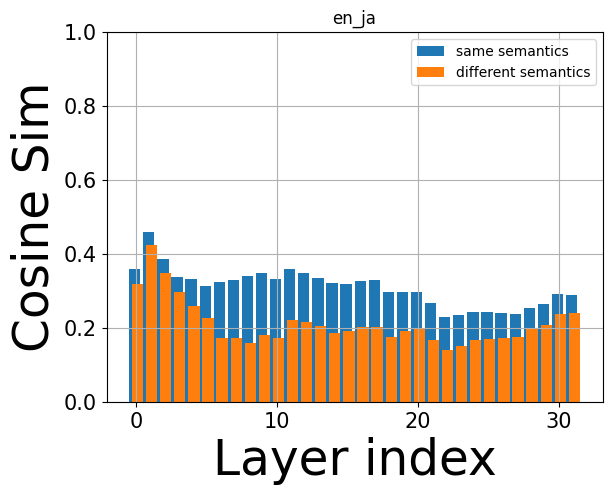 en_ja
same semantics
different semantics
Cosine Sim
1.0
0.8
0.6
0.4
0.2
0.0
0 10 20 30
Layer index